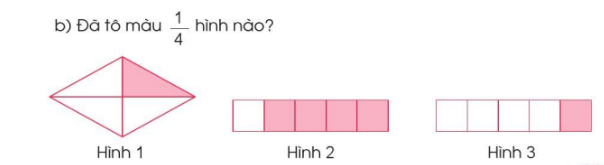 b) Đã tô màu 1/4 hình nào?
Hình 1 Hình 2 Hình 3